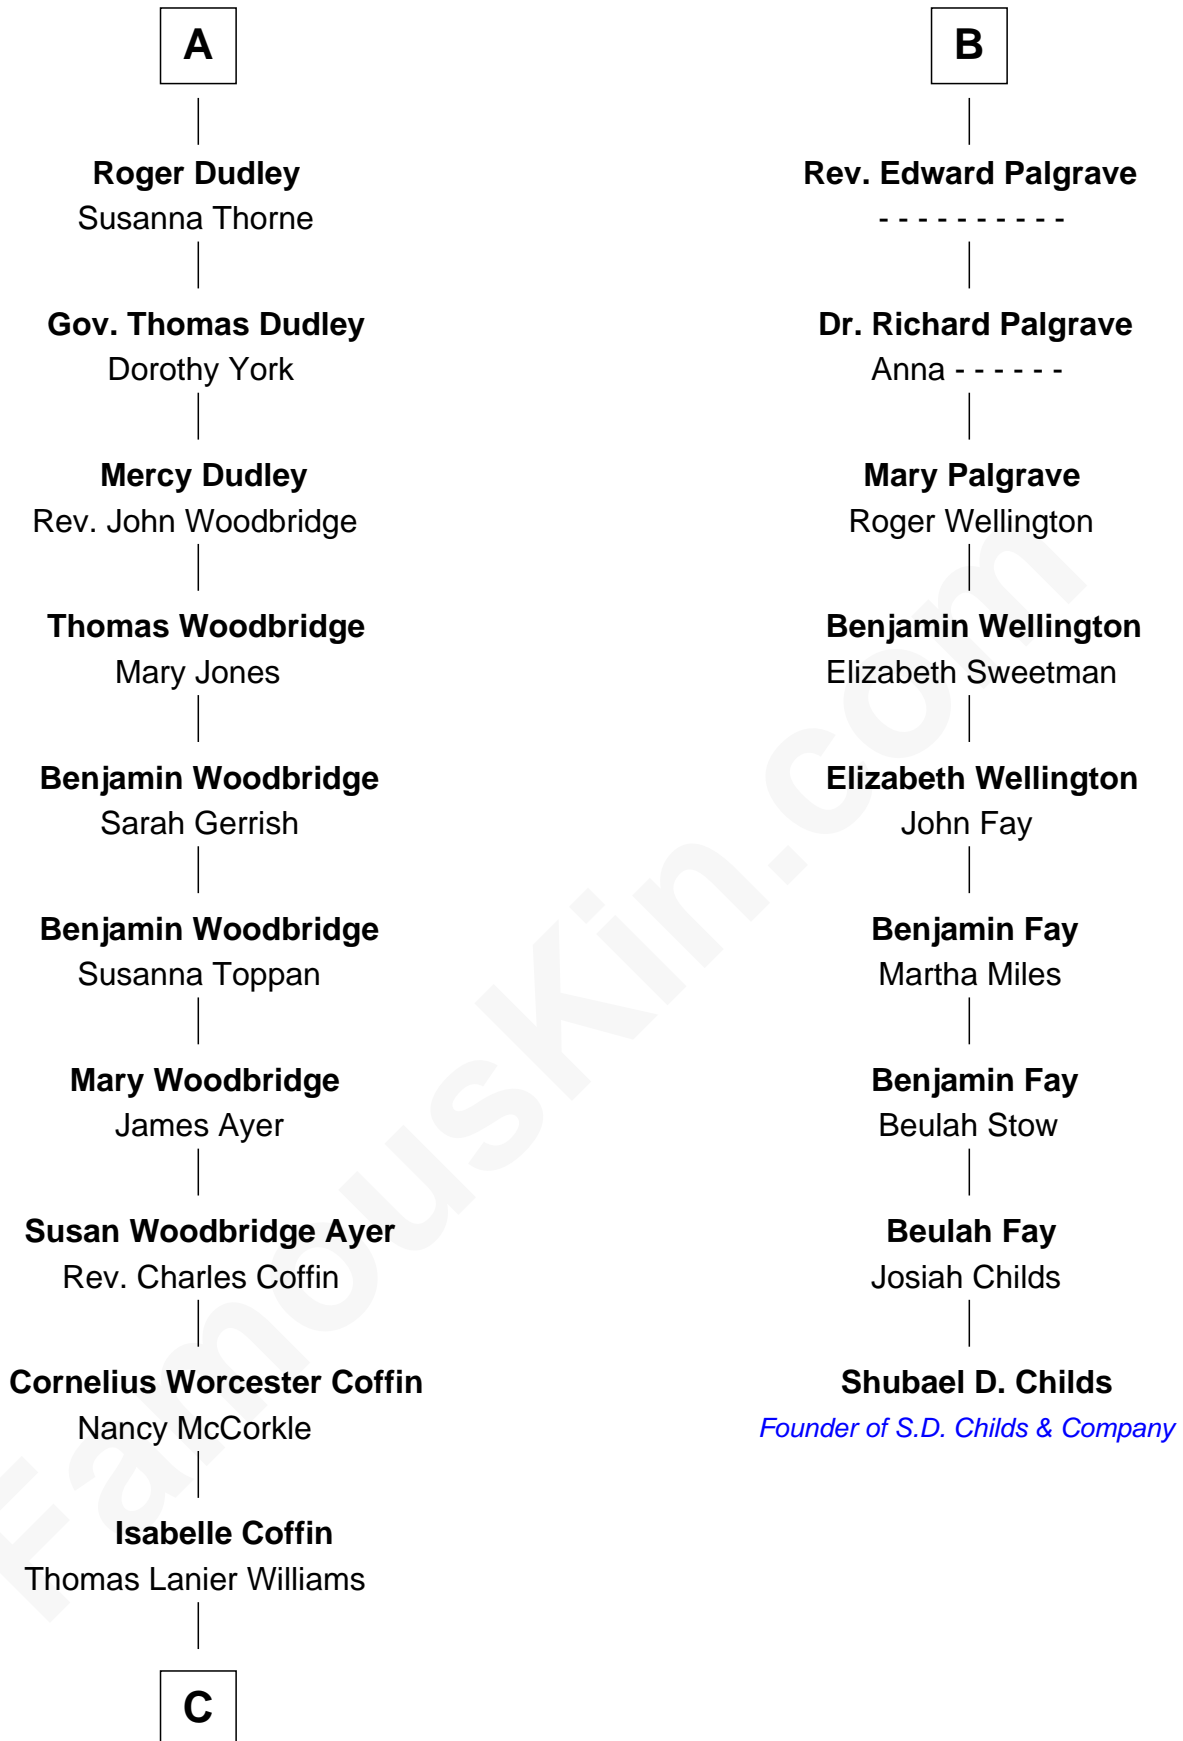 A
Roger Dudley
Susanna Thorne
Gov. Thomas Dudley
Dorothy York
Mercy Dudley
Rev. John Woodbridge
Thomas Woodbridge
Mary Jones
Benjamin Woodbridge
Sarah Gerrish
Benjamin Woodbridge
Susanna Toppan
Mary Woodbridge
James Ayer
Susan Woodbridge Ayer
Rev. Charles Coffin
Cornelius Worcester Coffin
Nancy McCorkle
Isabelle Coffin
Thomas Lanier Williams
C
B
Rev. Edward Palgrave
- - - - - - - - - -
Dr. Richard Palgrave
Anna - - - - - -
Mary Palgrave
Roger Wellington
Benjamin Wellington
Elizabeth Sweetman
Elizabeth Wellington
John Fay
Benjamin Fay
Martha Miles
Benjamin Fay
Beulah Stow
Beulah Fay
Josiah Childs
Shubael D. Childs
Founder of S.D. Childs & Company
FamousKin.com